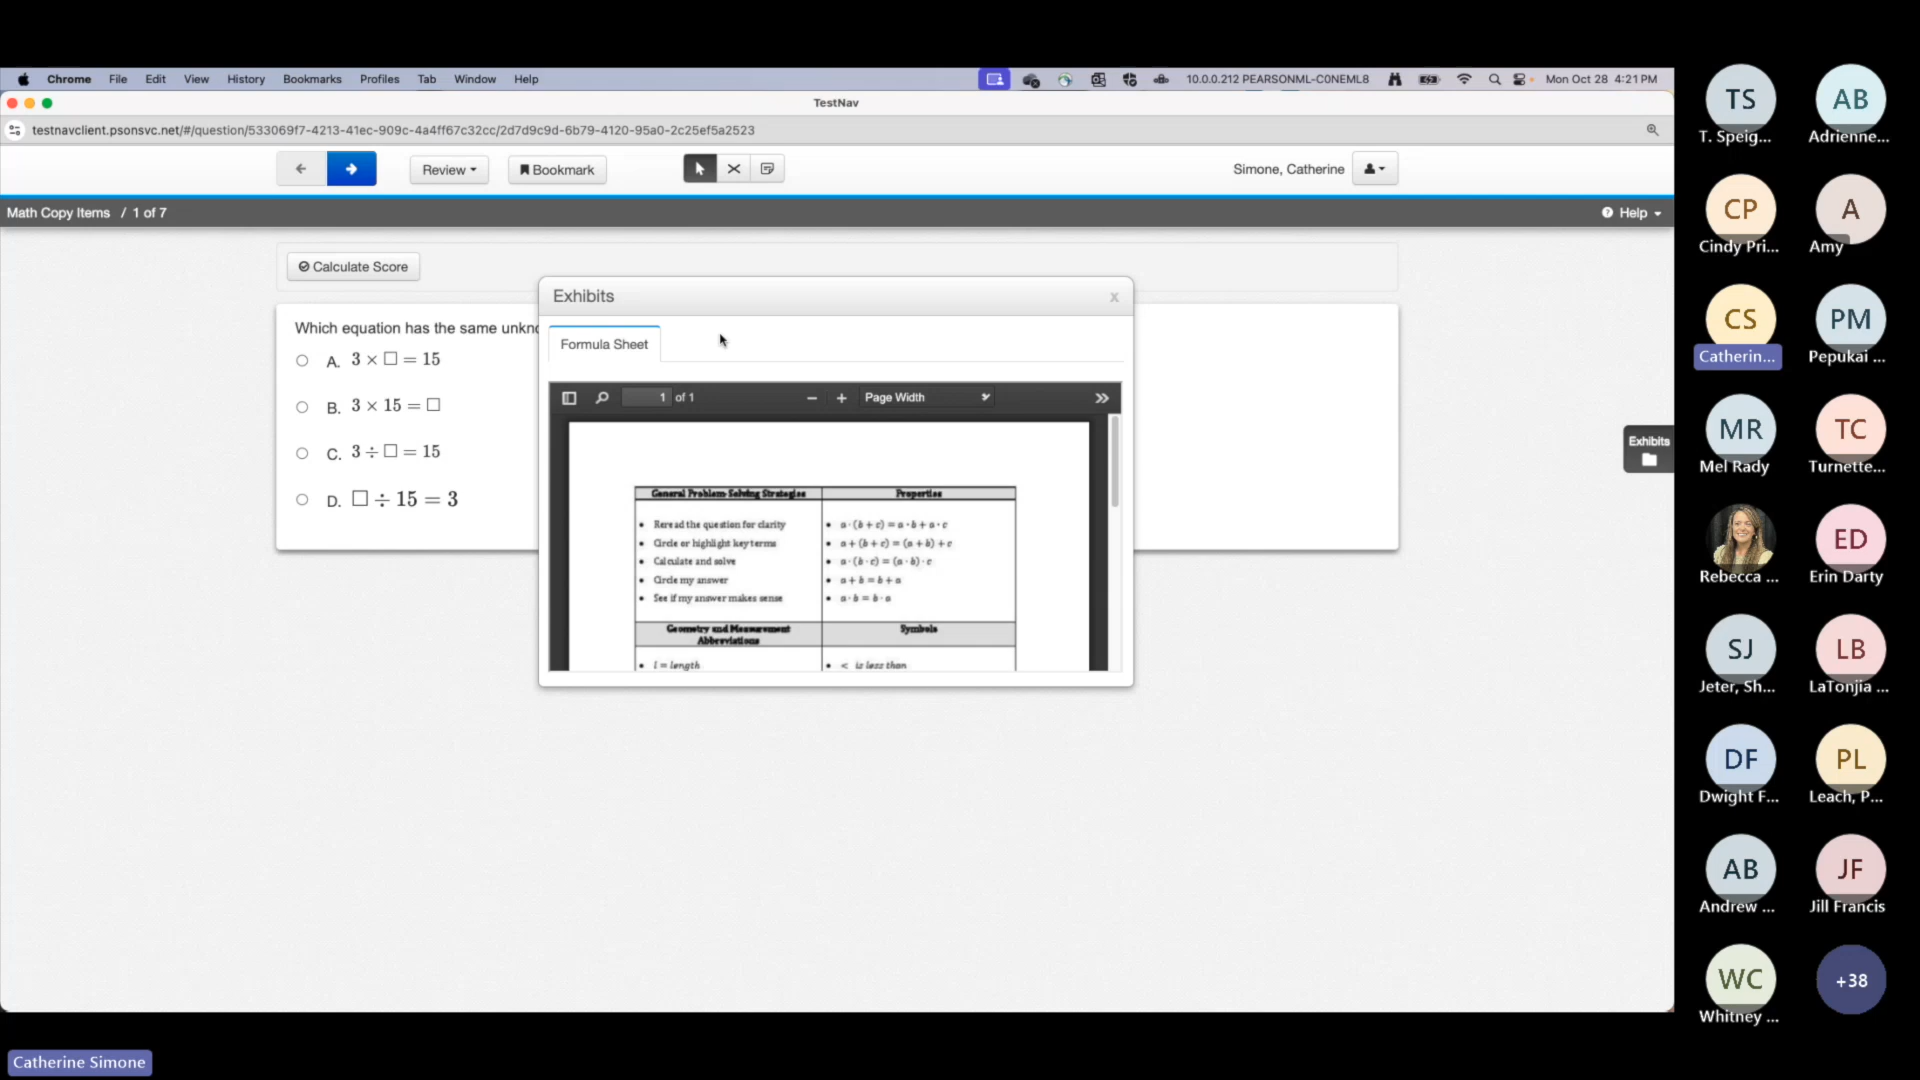 Chrome File Edit View History Bookmarks Profiles Tab Window Help
10.0.0.212 PEARSONML-C0NEML8 Mon Oct 28 4:21 PM
TestNav
testnavclient.psonsvc.net/#/question/533069f7-4213-41ec-909c-4a4ff67c32cc/2d7d9c9d-6b79-4120-95a0-2c25ef5a2523
Review Bookmark Simone, Catherine
Math Copy Items / 1 of 7 Help
Calculate Score
Exhibits x
Which equation has the same unkno
A. 3 × □ = 15
B. 3 × 15 = □
C. 3 ÷ □ = 15
D. □ ÷ 15 = 3
Formula Sheet
1 of 1 − + Page Width
General Problem-Solving Strategies Properties
• Reread the question for clarity
• Circle or highlight key terms
• Calculate and solve
• Circle my answer
• See if my answer makes sense
• a · (b + c) = a · b + a · c
• a + (b + c) = (a + b) + c
• a · (b · c) = (a · b) · c
• a + b = b + a
• a · b = b · a
Geometry and Measurement
Abbreviations
Symbols
• l = length
• < is less than
Exhibits
TS AB
T. Speig... Adrienne...
CP A
Cindy Pri... Amy
CS PM
Catherin... Pepukai ...
MR TC
Mel Rady Turnette...
ED
Rebecca ... Erin Darty
SJ LB
Jeter, Sh... LaTonjia ...
DF PL
Dwight F... Leach, P...
AB JF
Andrew ... Jill Francis
WC +38
Whitney ...
Catherine Simone